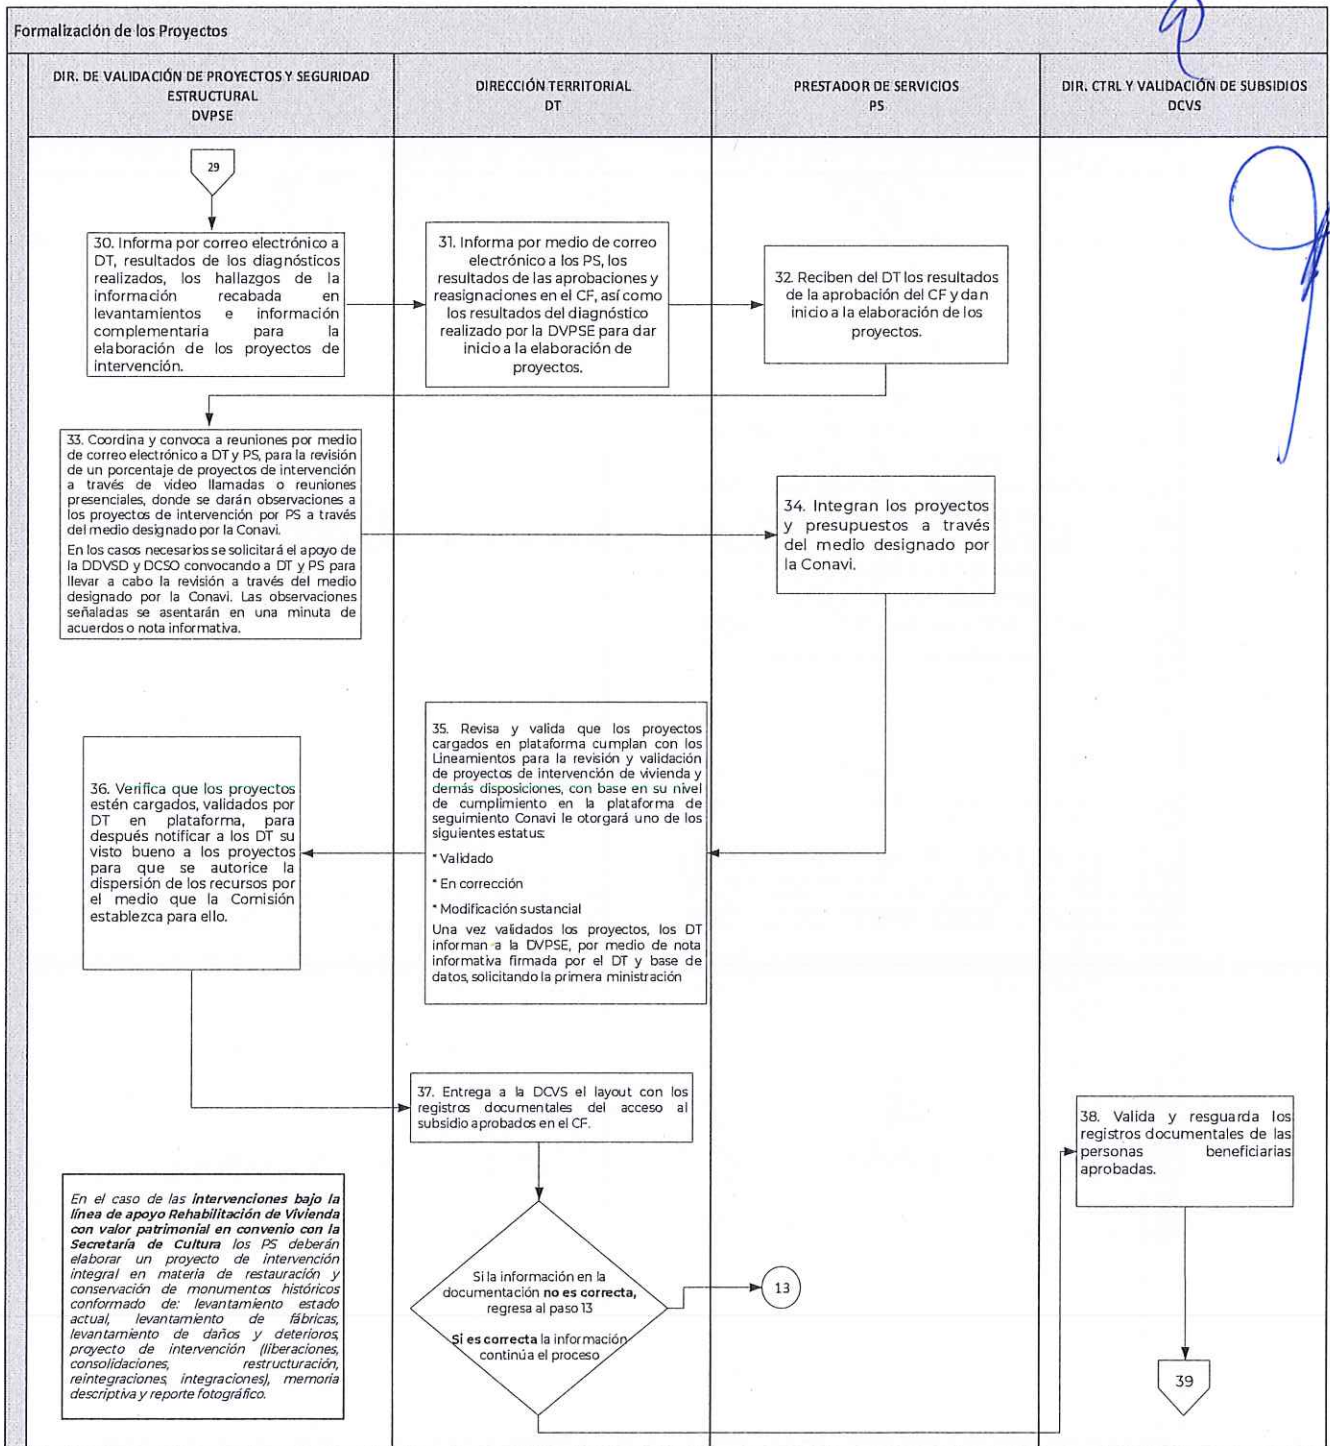 Formalización de los Proyectos
DIR. DE VALIDACIÓN DE PROYECTOS Y SEGURIDAD
ESTRUCTURAL
DVPSE
DIRECCIÓN TERRITORIAL
DT
PRESTADOR DE SERVICIOS
PS
DIR. CTRL Y VALIDACIÓN DE SUBSIDIOS
DCVS
29
30. Informa por correo electrónico a
DT, resultados de los diagnósticos
realizados, los hallazgos de la
información recabada en
levantamientos e información
complementaria para la
elaboración de los proyectos de
intervención.
31. Informa por medio de correo
electrónico a los PS, los
resultados de las aprobaciones y
reasignaciones en el CF, así como
los resultados del diagnóstico
realizado por la DVPSE para dar
inicio a la elaboración de
proyectos.
32. Reciben del DT los resultados
de la aprobación del CF y dan
inicio a la elaboración de los
proyectos.
33. Coordina y convoca a reuniones por medio
de correo electrónico a DT y PS, para la revisión
de un porcentaje de proyectos de intervención
a través de video llamadas o reuniones
presenciales, donde se darán observaciones a
los proyectos de intervención por PS a través
del medio designado por la Conavi.
En los casos necesarios se solicitará el apoyo de
la DDVSD y DCSO convocando a DT y PS para
llevar a cabo la revisión a través del medio
designado por la Conavi. Las observaciones
señaladas se asentarán en una minuta de
acuerdos o nota informativa.
34. Integran los proyectos
y presupuestos a través
del medio designado por
la Conavi.
35. Revisa y valida que los proyectos
cargados en plataforma cumplan con los
Lineamientos para la revisión y validación
de proyectos de intervención de vivienda y
demás disposiciones, con base en su nivel
de cumplimiento en la plataforma de
seguimiento Conavi le otorgará uno de los
siguientes estatus:
* Validado
* En corrección
* Modificación sustancial
Una vez validados los proyectos, los DT
informan a la DVPSE, por medio de nota
informativa firmada por el DT y base de
datos, solicitando la primera ministración
36. Verifica que los proyectos
estén cargados, validados por
DT en plataforma, para
después notificar a los DT su
visto bueno a los proyectos
para que se autorice la
dispersión de los recursos por
el medio que la Comisión
establezca para ello.
37. Entrega a la DCVS el layout con los
registros documentales del acceso al
subsidio aprobados en el CF.
38. Valida y resguarda los
registros documentales de las
personas beneficiarias
aprobadas.
En el caso de las intervenciones bajo la
línea de apoyo Rehabilitación de Vivienda
con valor patrimonial en convenio con la
Secretaría de Cultura los PS deberán
elaborar un proyecto de intervención
integral en materia de restauración y
conservación de monumentos históricos
conformado de: levantamiento estado
actual, levantamiento de fábricas,
levantamiento de daños y deterioros,
proyecto de intervención (liberaciones,
consolidaciones, restructuración,
reintegraciones, integraciones), memoria
descriptiva y reporte fotográfico.
Si la información en la
documentación no es correcta,
regresa al paso 13
Si es correcta la información
continúa el proceso
13
39